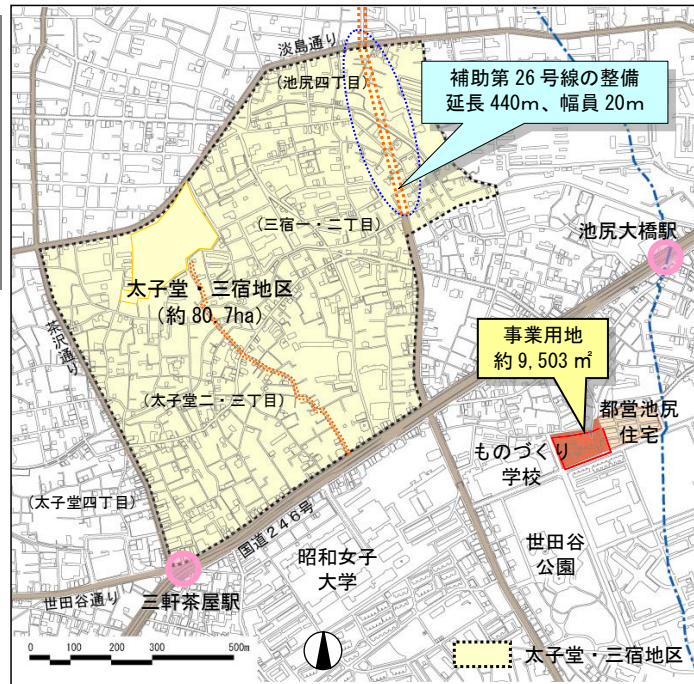 淡島通り
(池尻四丁目)
補助第 26 号線の整備
延長 440m、幅員 20m
(三宿一・二丁目)
池尻大橋駅
太子堂・三宿地区
(約 80.7ha)
茶沢通り
事業用地
約 9,503 ㎡
(太子堂二・三丁目)
都営池尻
住宅
ものづくり
学校
(太子堂四丁目)
国道246号
昭和女子
大学
世田谷
公園
世田谷通り
三軒茶屋駅
0 100 200 300 500m
太子堂・三宿地区